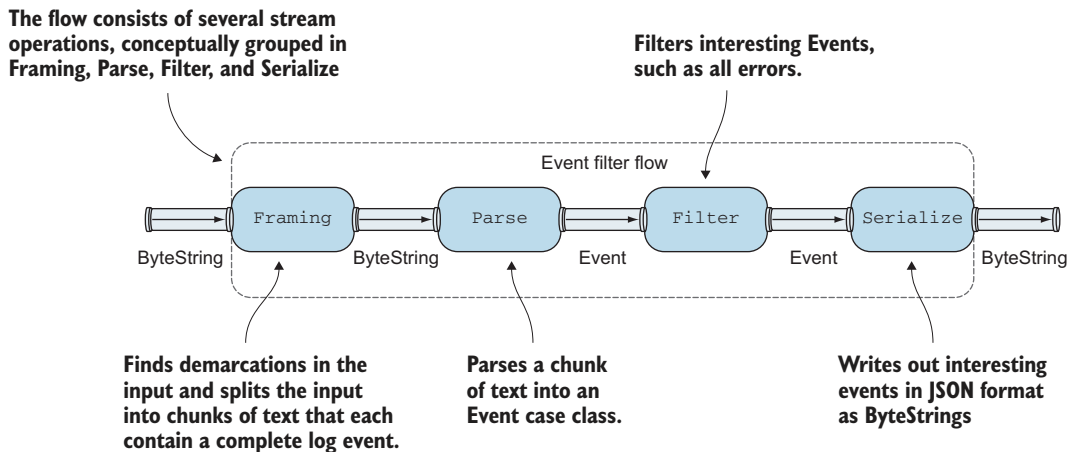 The flow consists of several stream
operations, conceptually grouped in
Framing, Parse, Filter, and Serialize
Filters interesting Events,
such as all errors.
Event filter flow
Framing
Parse
Filter
Serialize
ByteString
ByteString
Event
Event
ByteString
Finds demarcations in the
input and splits the input
into chunks of text that each
contain a complete log event.
Parses a chunk
of text into an
Event case class.
Writes out interesting
events in JSON format
as ByteStrings